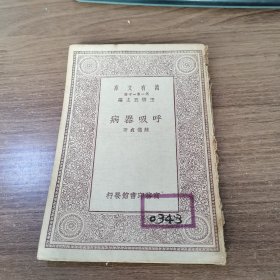 萬有文庫
第一集一千種
王雲五主編
呼吸器病
商務印書館發行
0343